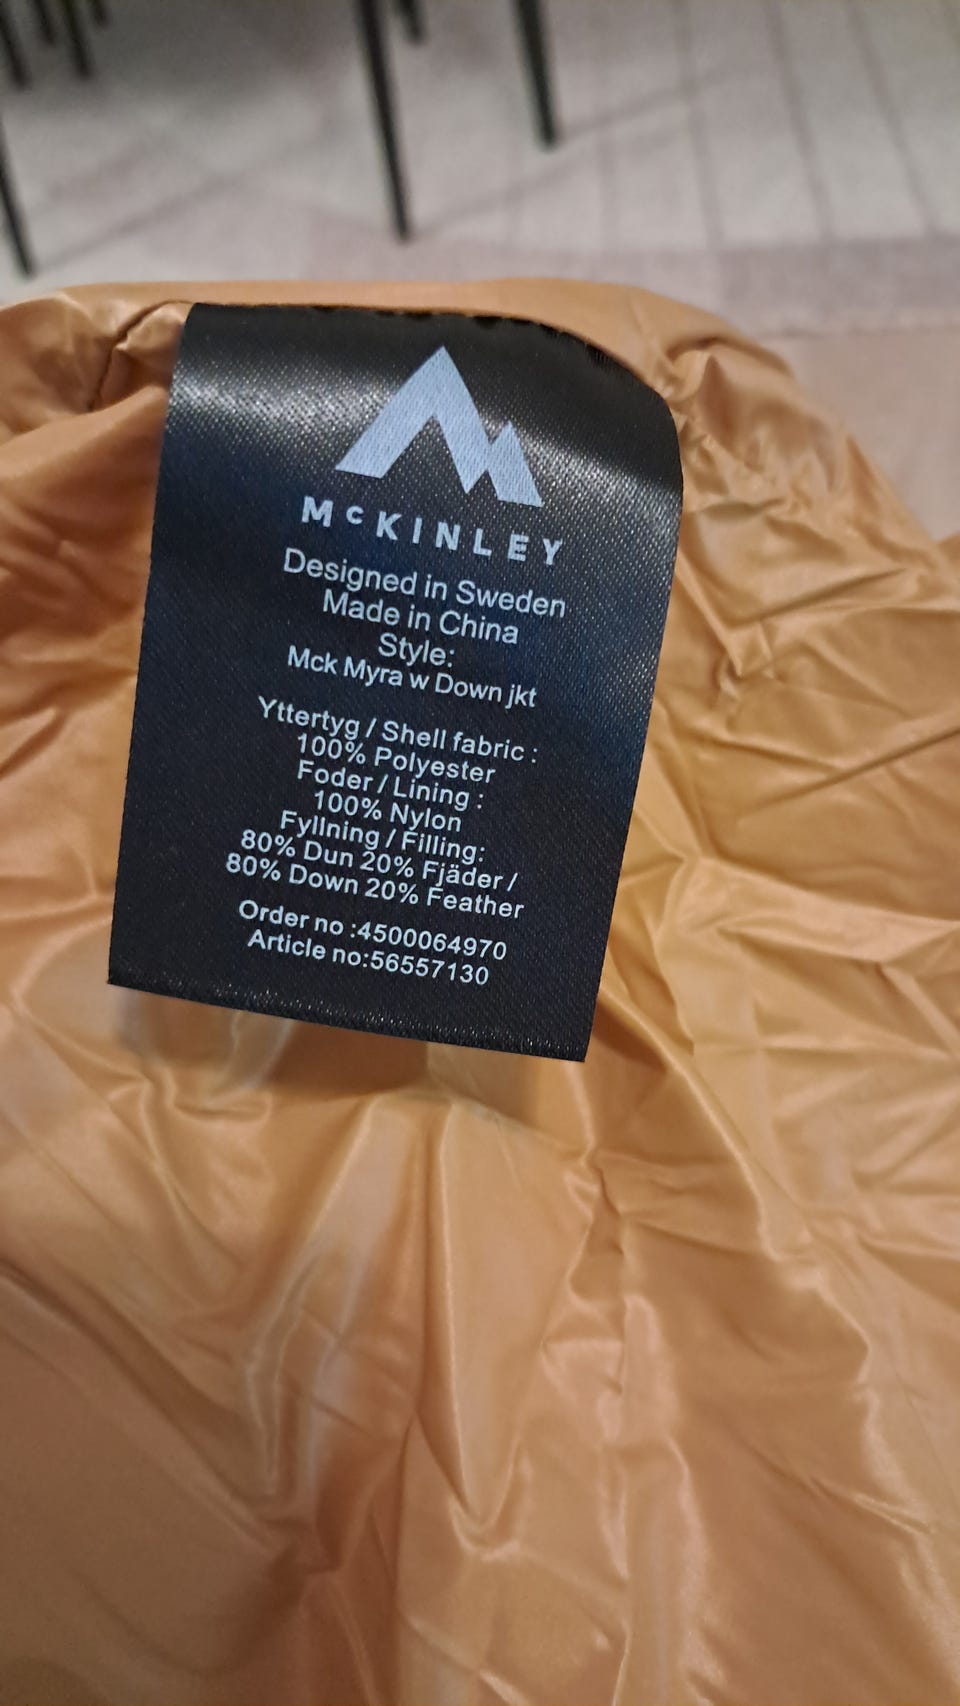 McKINLEY
Designed in Sweden
Made in China
Style:
Mck Myra w Down jkt
Yttertyg / Shell fabric :
100% Polyester
Foder / Lining :
100% Nylon
Fyllning / Filling:
80% Dun 20% Fjäder /
80% Down 20% Feather
Order no :4500064970
Article no:56557130